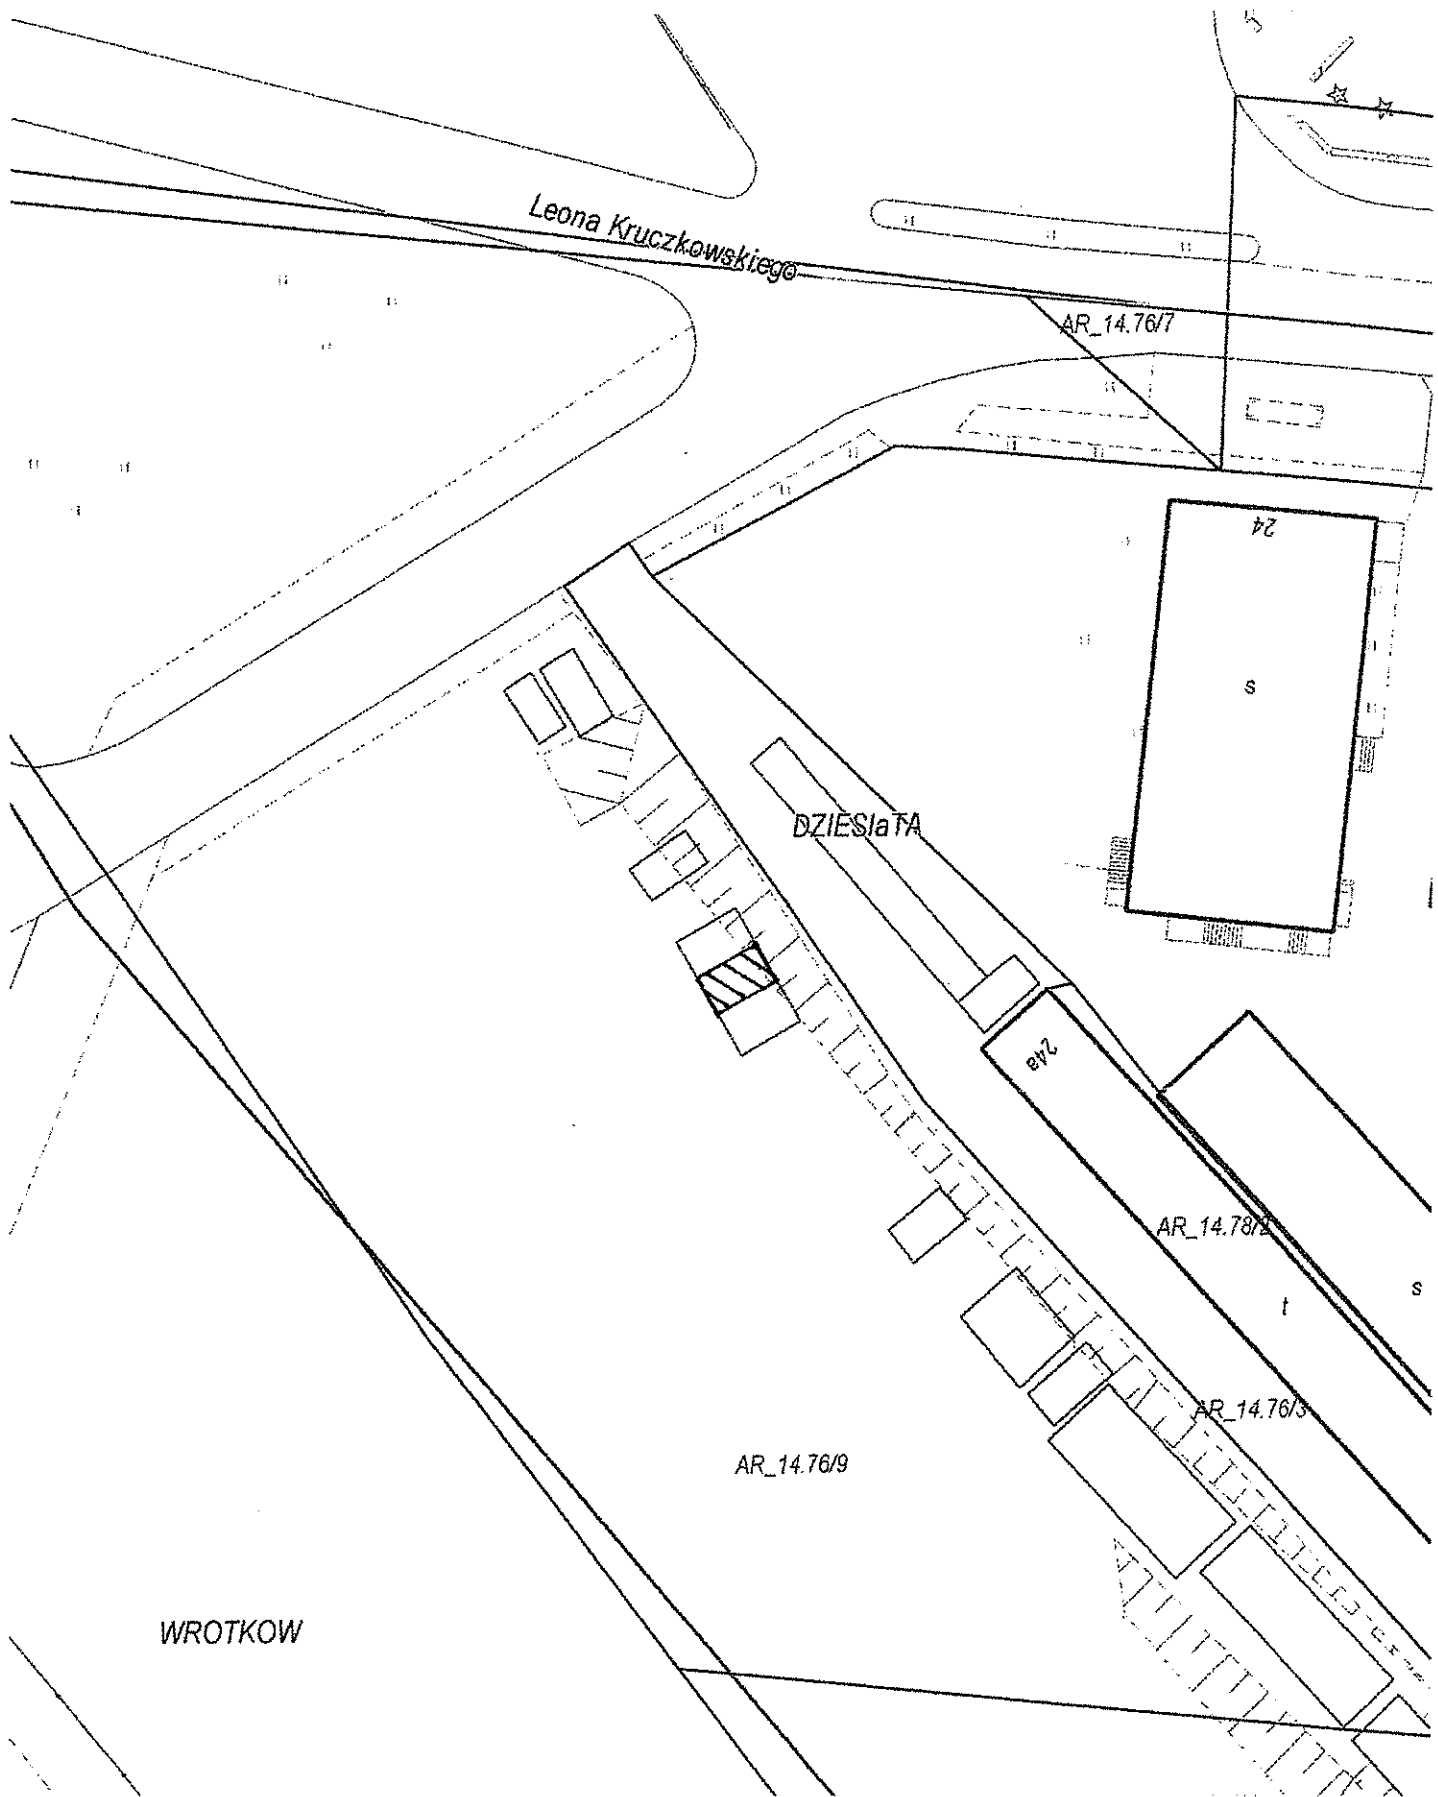 Leona Kruczkowskiego
AR_14.76/7
24
s
DZIESIaTA
24a
AR_14.78/2
s
t
AR_14.76/3
AR_14.76/9
WROTKOW